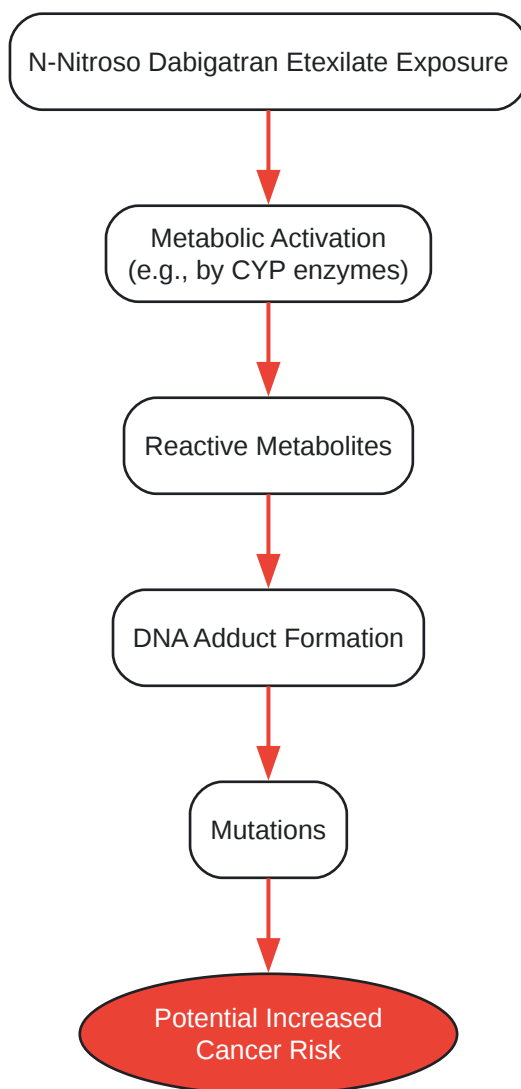 N-Nitroso Dabigatran Etexilate Exposure
Metabolic Activation
(e.g., by CYP enzymes)
Reactive Metabolites
DNA Adduct Formation
Mutations
Potential Increased
Cancer Risk